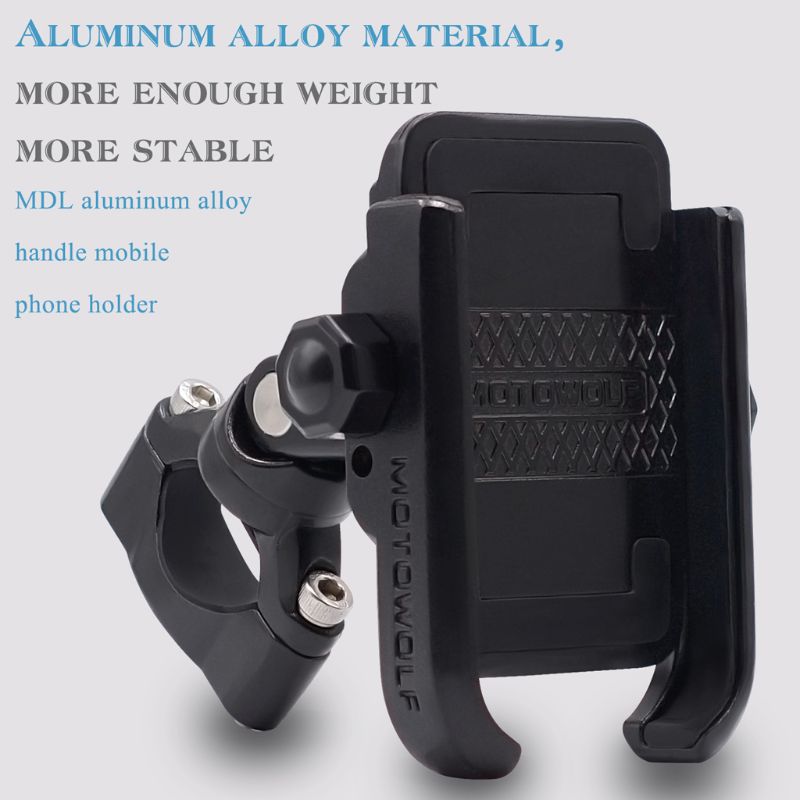 ALUMINUM ALLOY MATERIAL,
MORE ENOUGH WEIGHT
MORE STABLE
MDL aluminum alloy
handle mobile
phone holder
MOTOWOLF
MOTOWOLF